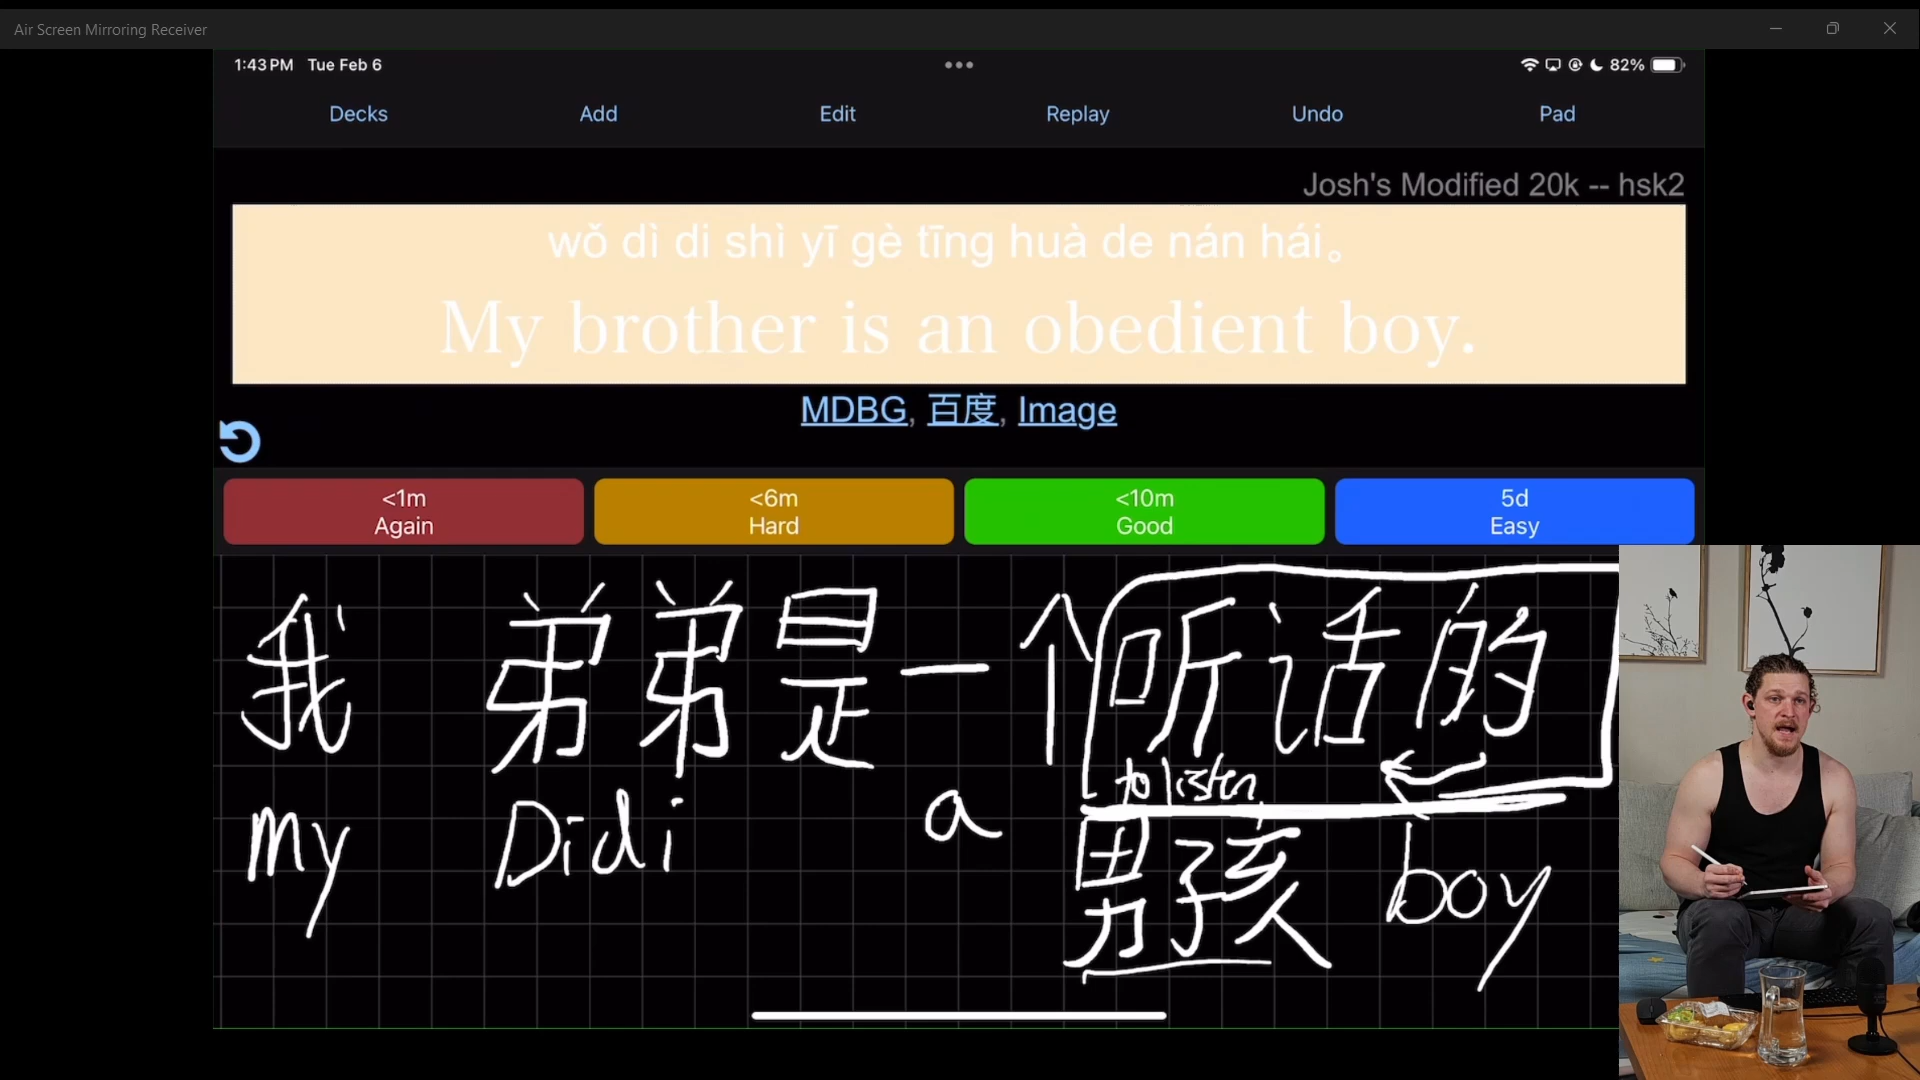 Air Screen Mirroring Receiver
1:43 PM Tue Feb 6
82%
Decks Add Edit Replay Undo Pad
Josh's Modified 20k -- hsk2
wǒ dì di shì yī gè tīng huà de nán hái。
My brother is an obedient boy.
MDBG, 百度, Image
<1m <6m <10m 5d
Again Hard Good Easy
我 弟弟是一个听话的
to listen
my Didi a
男孩 boy